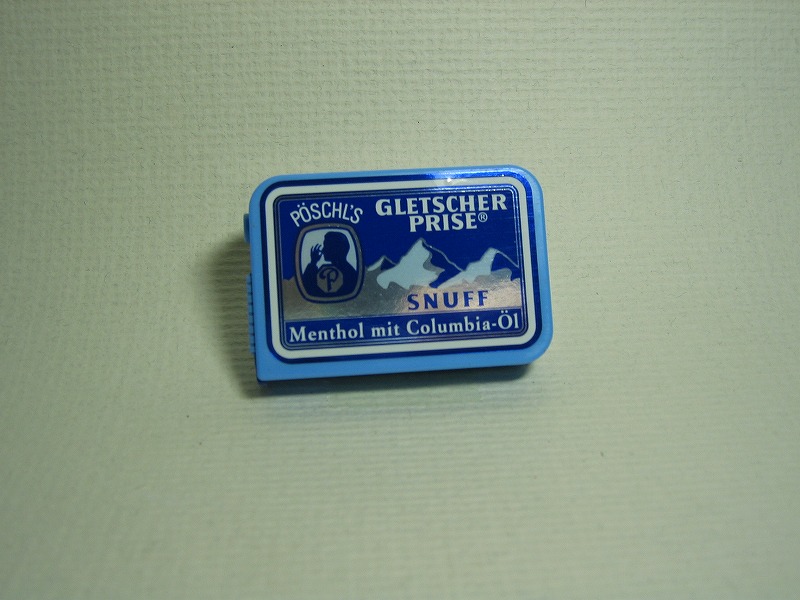 PÖSCHL'S
GLETSCHER
PRISE®
P
SNUFF
Menthol mit Columbia-Öl